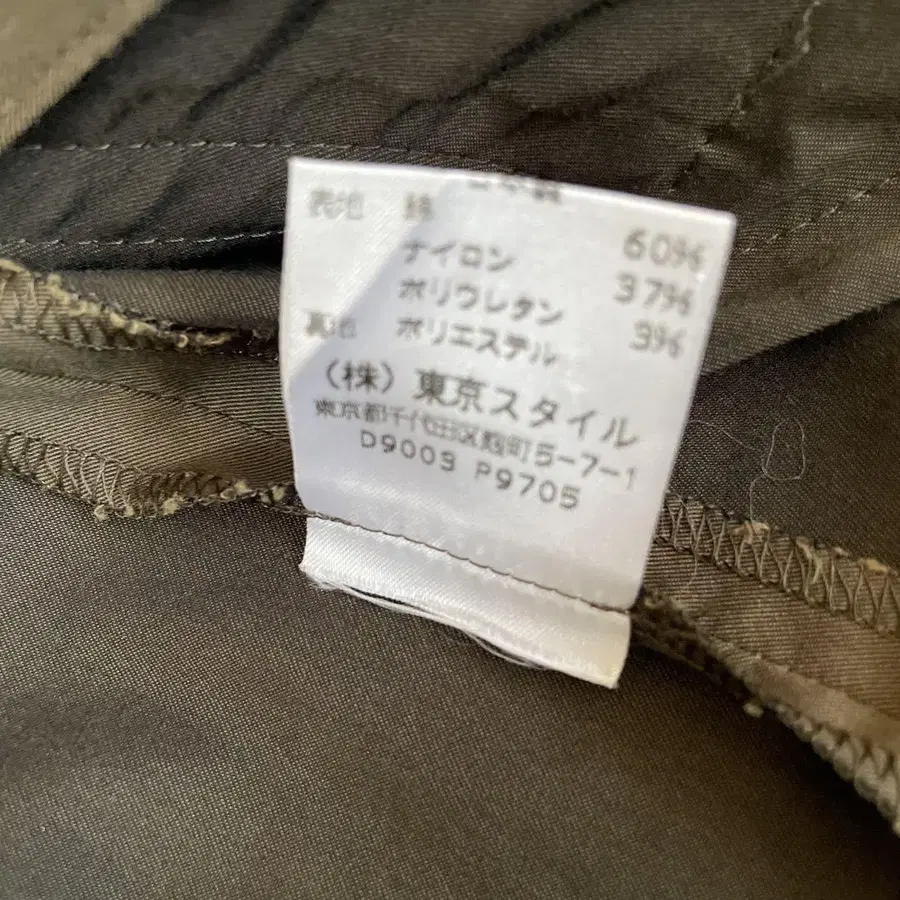 表地 綿 60%
ナイロン 37%
ポリウレタン 3%
裏地 ポリエステル
（株）東京スタイル
東京都千代田区麹町5-7-1
D9003 P9705